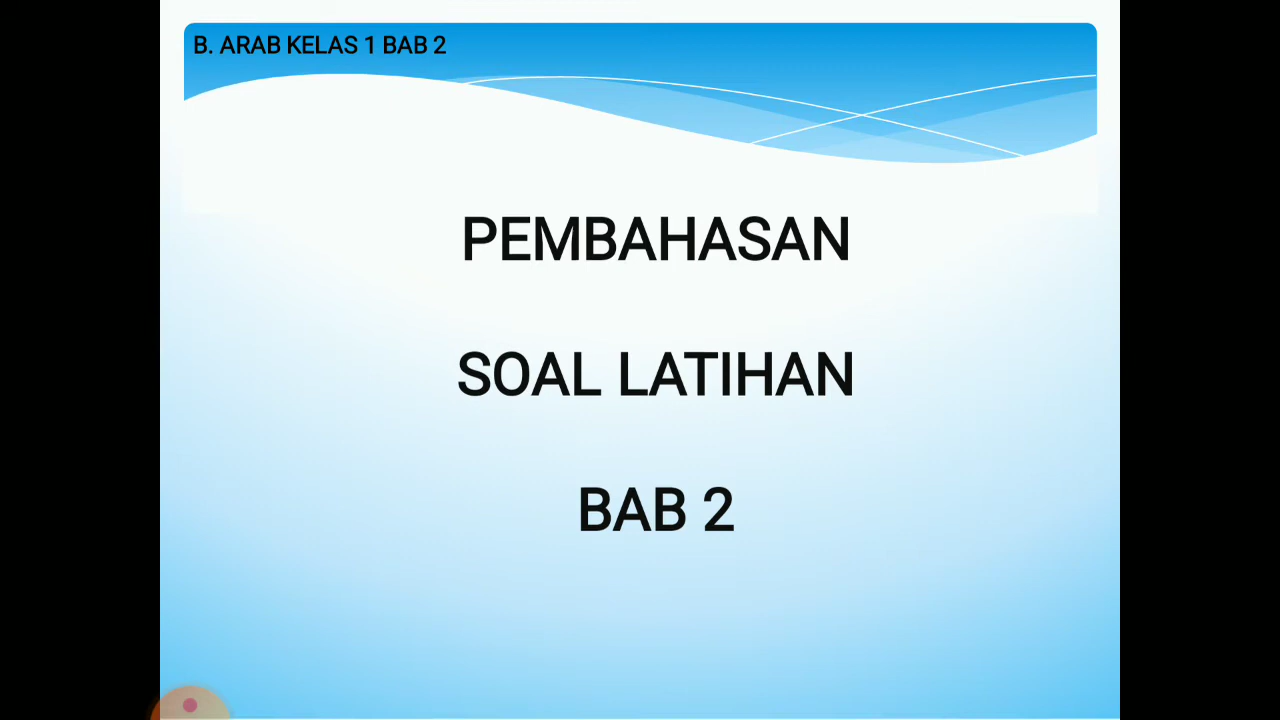 B. ARAB KELAS 1 BAB 2
PEMBAHASAN
SOAL LATIHAN
BAB 2